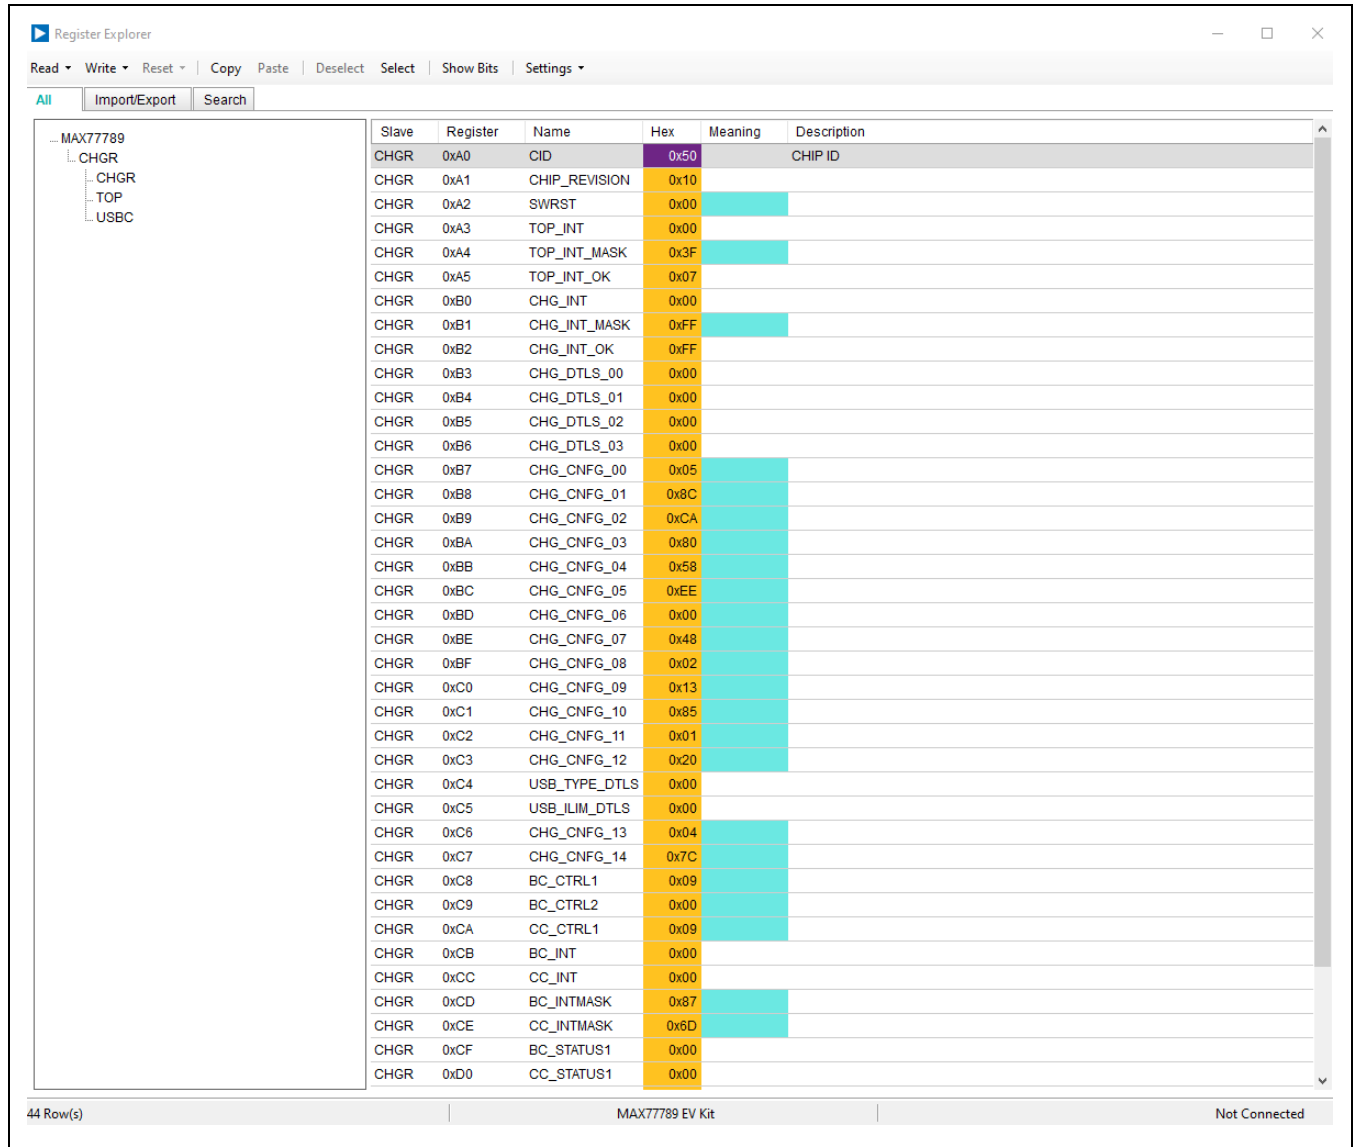 Register Explorer
Read Write Reset Copy Paste Deselect Select Show Bits Settings
All Import/Export Search
MAX77789
CHGR
CHGR
TOP
USBC
Slave Register Name Hex Meaning Description
CHGR 0xA0 CID 0x50 CHIP ID
CHGR 0xA1 CHIP_REVISION 0x10
CHGR 0xA2 SWRST 0x00
CHGR 0xA3 TOP_INT 0x00
CHGR 0xA4 TOP_INT_MASK 0x3F
CHGR 0xA5 TOP_INT_OK 0x07
CHGR 0xB0 CHG_INT 0x00
CHGR 0xB1 CHG_INT_MASK 0xFF
CHGR 0xB2 CHG_INT_OK 0xFF
CHGR 0xB3 CHG_DTLS_00 0x00
CHGR 0xB4 CHG_DTLS_01 0x00
CHGR 0xB5 CHG_DTLS_02 0x00
CHGR 0xB6 CHG_DTLS_03 0x00
CHGR 0xB7 CHG_CNFG_00 0x05
CHGR 0xB8 CHG_CNFG_01 0x8C
CHGR 0xB9 CHG_CNFG_02 0xCA
CHGR 0xBA CHG_CNFG_03 0x80
CHGR 0xBB CHG_CNFG_04 0x58
CHGR 0xBC CHG_CNFG_05 0xEE
CHGR 0xBD CHG_CNFG_06 0x00
CHGR 0xBE CHG_CNFG_07 0x48
CHGR 0xBF CHG_CNFG_08 0x02
CHGR 0xC0 CHG_CNFG_09 0x13
CHGR 0xC1 CHG_CNFG_10 0x85
CHGR 0xC2 CHG_CNFG_11 0x01
CHGR 0xC3 CHG_CNFG_12 0x20
CHGR 0xC4 USB_TYPE_DTLS 0x00
CHGR 0xC5 USB_ILIM_DTLS 0x00
CHGR 0xC6 CHG_CNFG_13 0x04
CHGR 0xC7 CHG_CNFG_14 0x7C
CHGR 0xC8 BC_CTRL1 0x09
CHGR 0xC9 BC_CTRL2 0x00
CHGR 0xCA CC_CTRL1 0x09
CHGR 0xCB BC_INT 0x00
CHGR 0xCC CC_INT 0x00
CHGR 0xCD BC_INTMASK 0x87
CHGR 0xCE CC_INTMASK 0x6D
CHGR 0xCF BC_STATUS1 0x00
CHGR 0xD0 CC_STATUS1 0x00
44 Row(s) MAX77789 EV Kit Not Connected